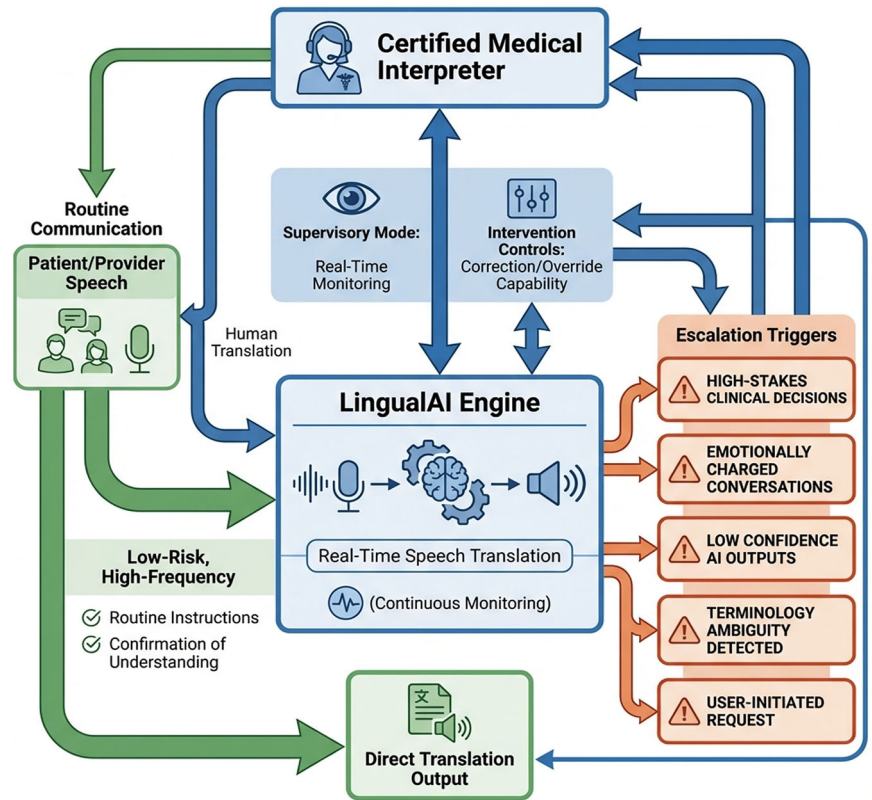 Certified Medical
Interpreter
Routine
Communication
Patient/Provider
Speech
Supervisory Mode:
Real-Time
Monitoring
Intervention
Controls:
Correction/Override
Capability
Human
Translation
Escalation Triggers
HIGH-STAKES
CLINICAL DECISIONS
EMOTIONALLY
CHARGED
CONVERSATIONS
LOW CONFIDENCE
AI OUTPUTS
TERMINOLOGY
AMBIGUITY
DETECTED
USER-INITIATED
REQUEST
LingualAI Engine
Real-Time Speech Translation
(Continuous Monitoring)
Low-Risk,
High-Frequency
Routine Instructions
Confirmation of
Understanding
文
Direct Translation
Output